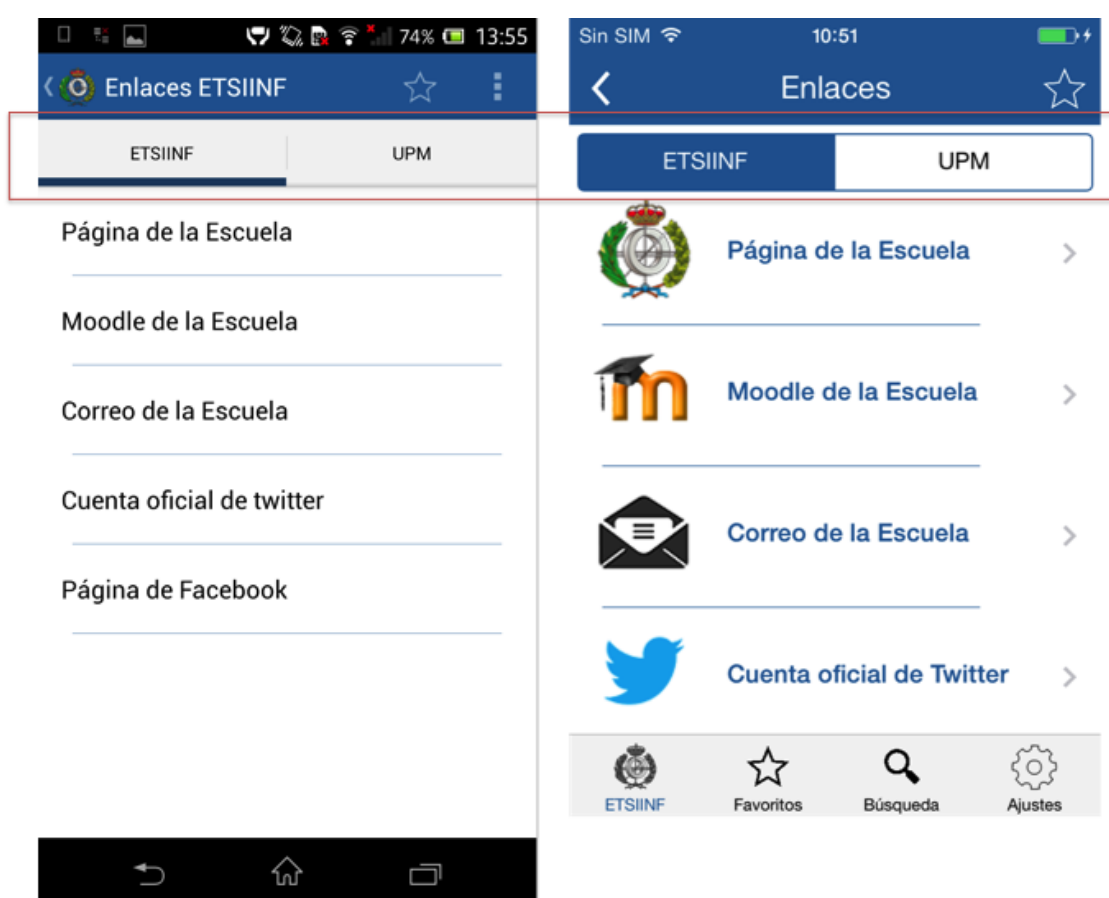 74% 13:55
Enlaces ETSIINF
ETSIINF UPM
Página de la Escuela
Moodle de la Escuela
Correo de la Escuela
Cuenta oficial de twitter
Página de Facebook
Sin SIM 10:51
Enlaces
ETSIINF UPM
Página de la Escuela
Moodle de la Escuela
Correo de la Escuela
Cuenta oficial de Twitter
ETSIINF Favoritos Búsqueda Ajustes